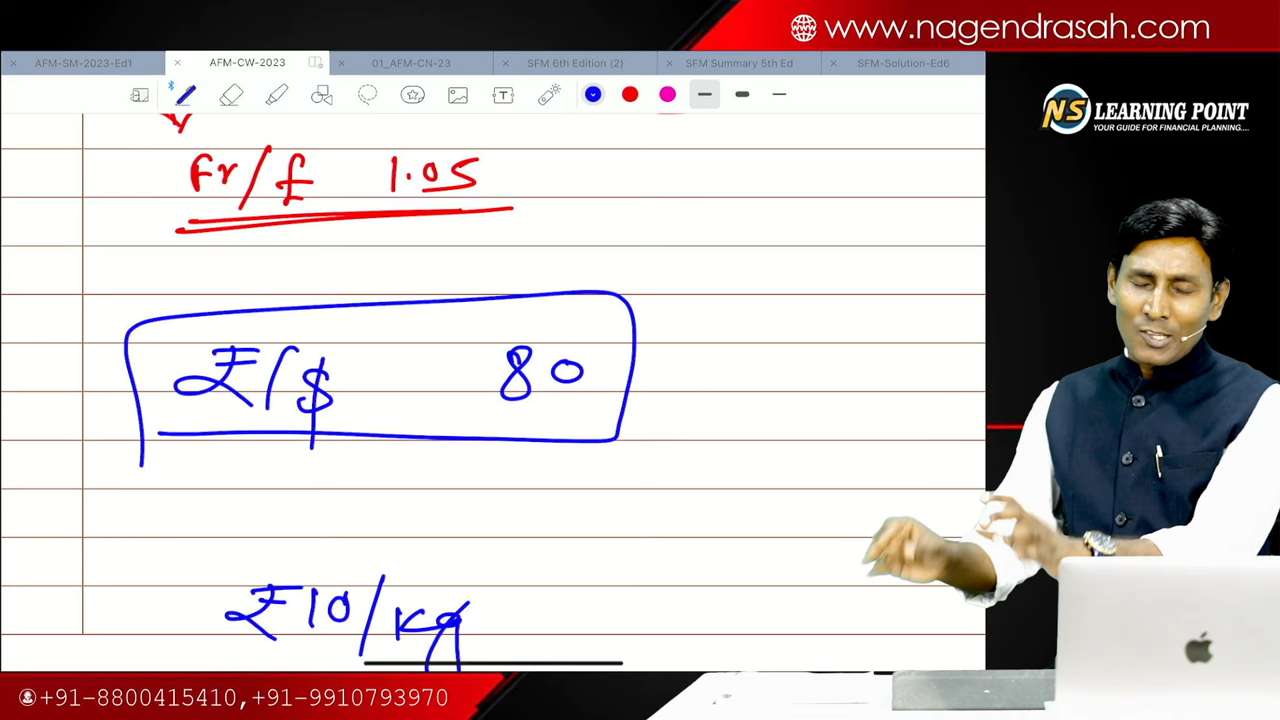 www.nagendrasah.com
AFM-SM-2023-Ed1
AFM-CW-2023
01_AFM-CN-23
SFM 6th Edition (2)
SFM Summary 5th Ed
SFM-Solution-Ed6
NS LEARNING POINT
YOUR GUIDE FOR FINANCIAL PLANNING....
Fr/£ 1.05
₹/$ 80
₹10/kg
+91-8800415410,+91-9910793970